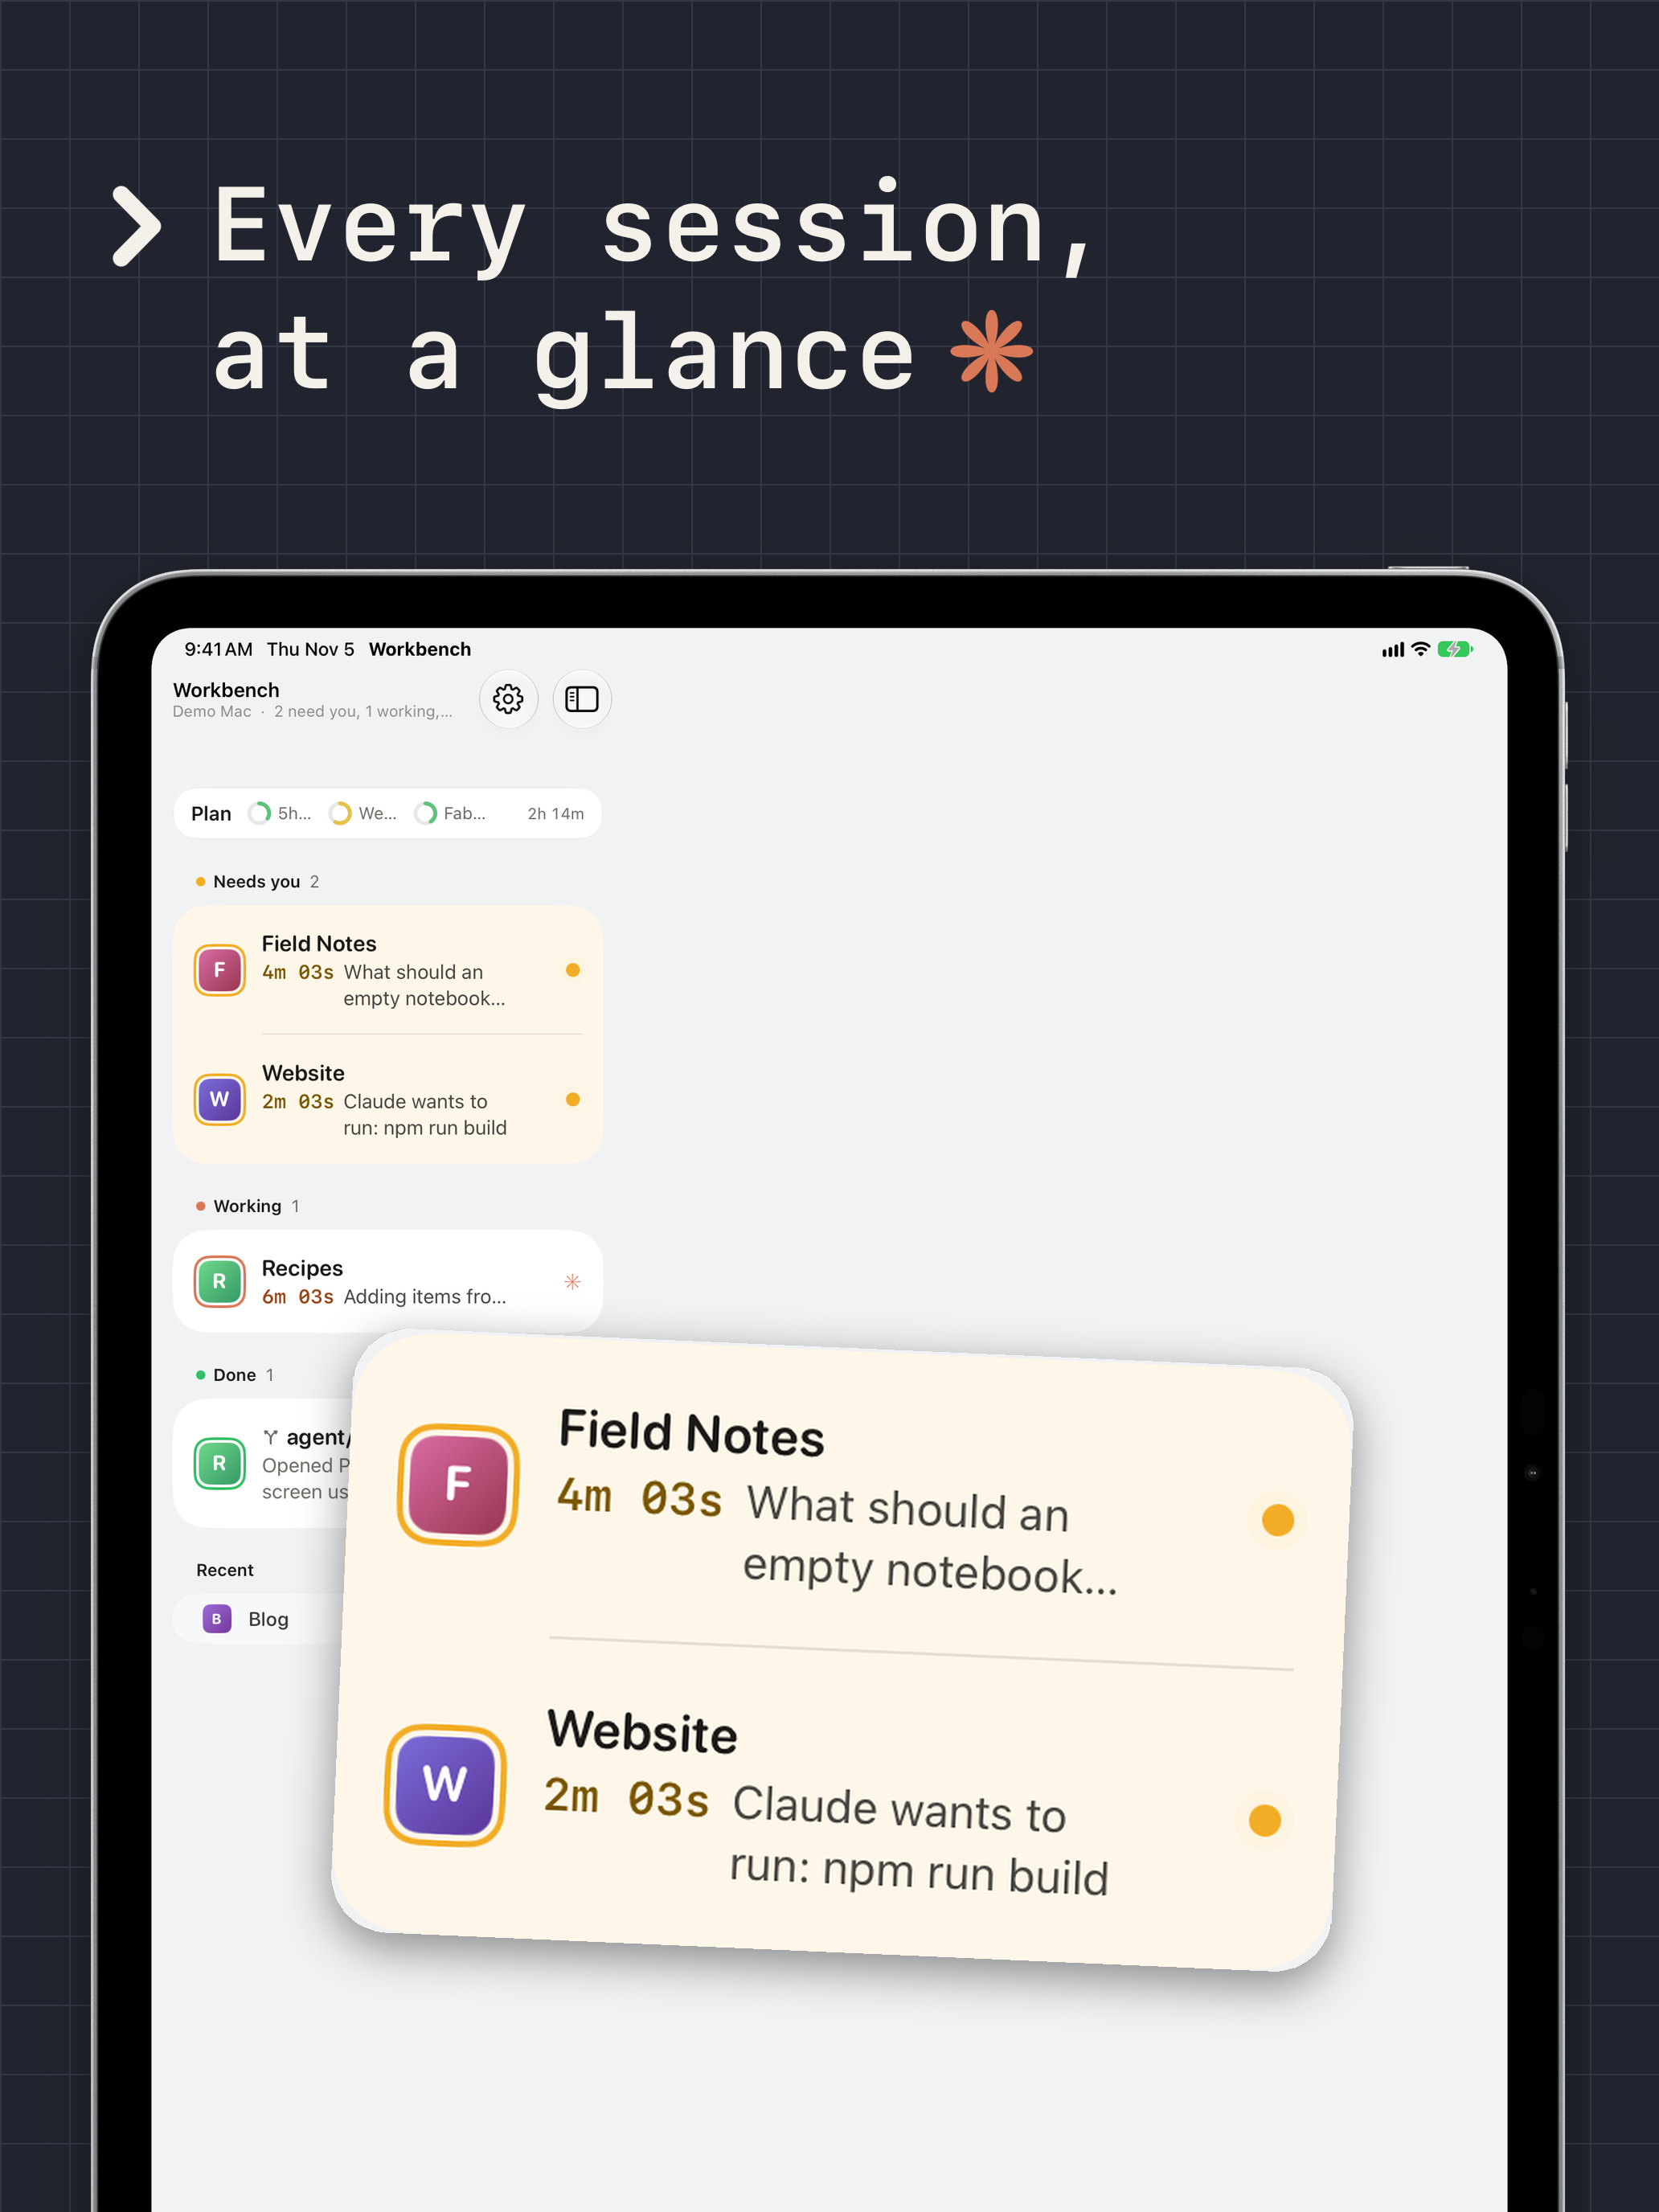 Every session,
at a glance
9:41 AM Thu Nov 5 Workbench
Workbench
Demo Mac · 2 need you, 1 working,...
Plan 5h... We... Fab... 2h 14m
Needs you 2
F
Field Notes
4m 03s What should an
empty notebook...
W
Website
2m 03s Claude wants to
run: npm run build
Working 1
R
Recipes
6m 03s Adding items fro...
Done 1
R
agent/
Opened P
screen us
Recent
B Blog
F
Field Notes
4m 03s What should an
empty notebook...
W
Website
2m 03s Claude wants to
run: npm run build